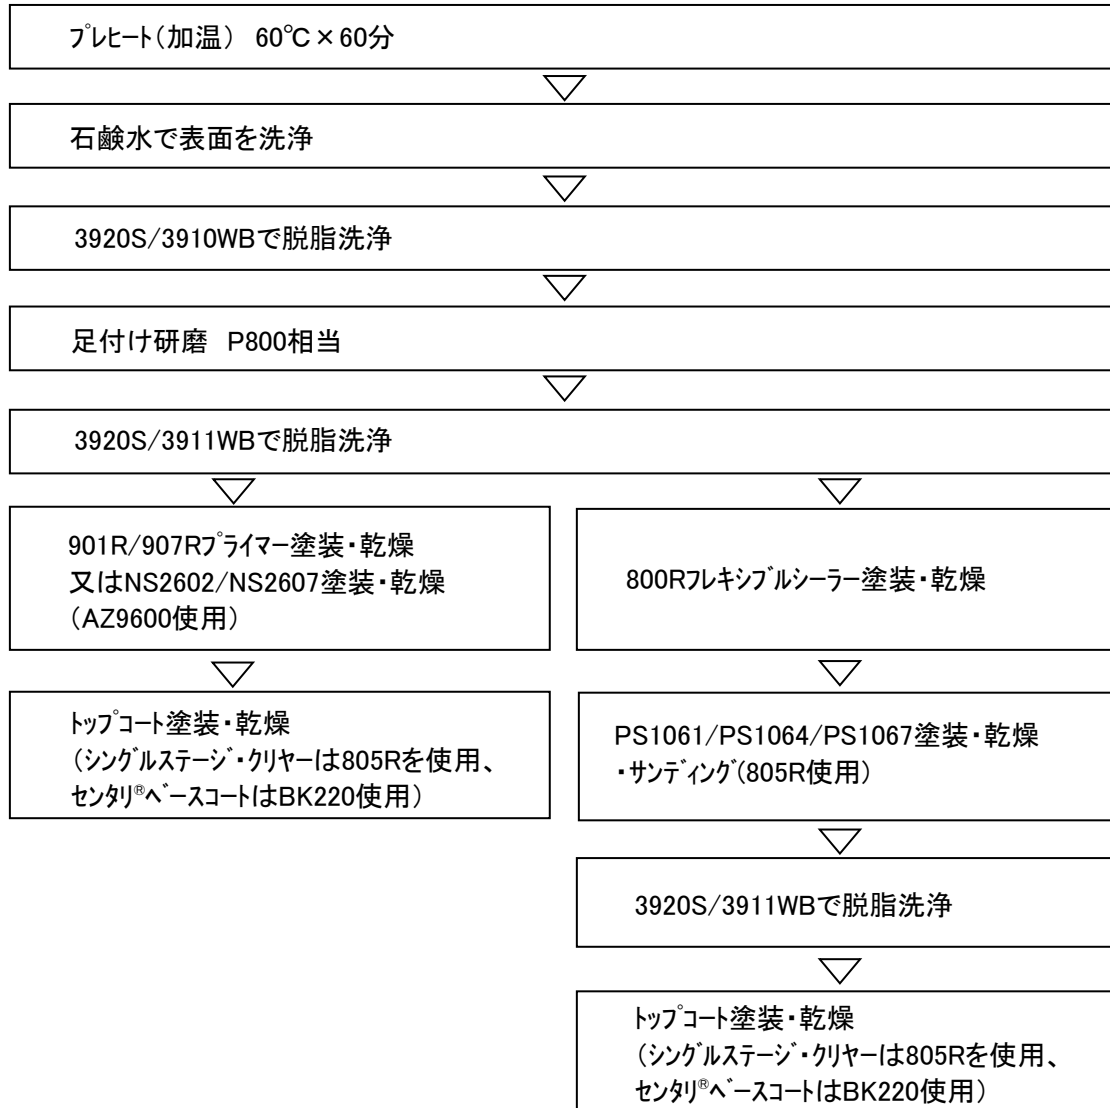 プレヒート（加温） 60℃×60分
石鹸水で表面を洗浄
3920S/3910WBで脱脂洗浄
足付け研磨 P800相当
3920S/3911WBで脱脂洗浄
901R/907Rプライマー塗装・乾燥
又はNS2602/NS2607塗装・乾燥
（AZ9600使用）
トップコート塗装・乾燥
（シングルステージ・クリヤーは805Rを使用、
センタリ®ベースコートはBK220使用）
800Rフレキシブルシーラー塗装・乾燥
PS1061/PS1064/PS1067塗装・乾燥
・サンディング(805R使用）
3920S/3911WBで脱脂洗浄
トップコート塗装・乾燥
（シングルステージ・クリヤーは805Rを使用、
センタリ®ベースコートはBK220使用）